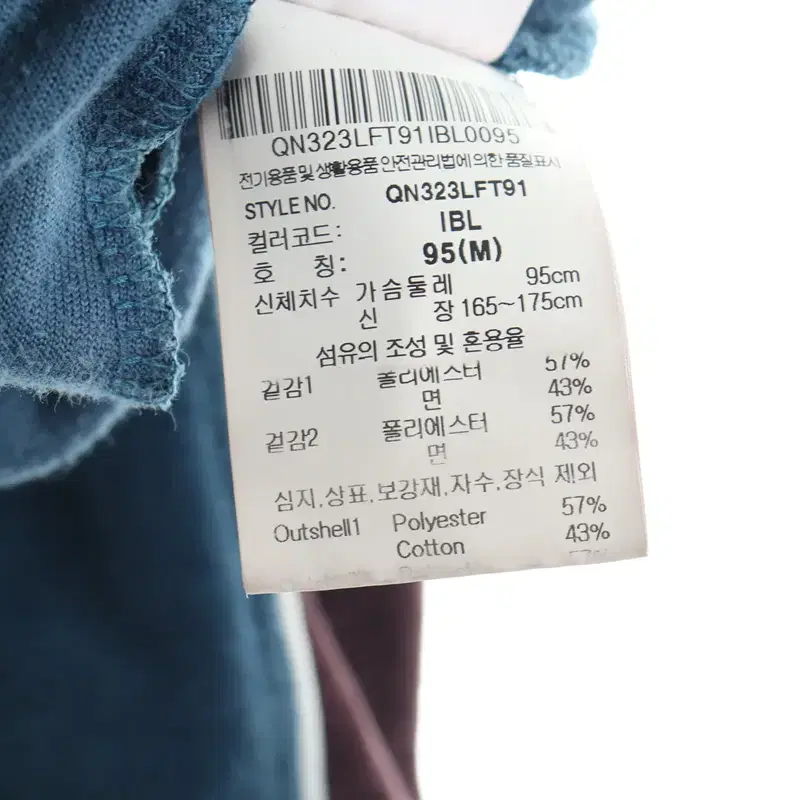 QN323LFT91IBL0095
전기용품및 생활용품 안전관리법에 의한 품질표시
STYLE NO. QN323LFT91
컬러코드: IBL
호 칭: 95(M)
신체치수 가슴둘레 95cm
신 장 165~175cm
섬유의 조성 및 혼용율
겉감1 폴리에스터 57%
면 43%
겉감2 폴리에스터 57%
면 43%
심지,상표,보강재,자수,장식 제외
Outshell1 Polyester 57%
Cotton 43%